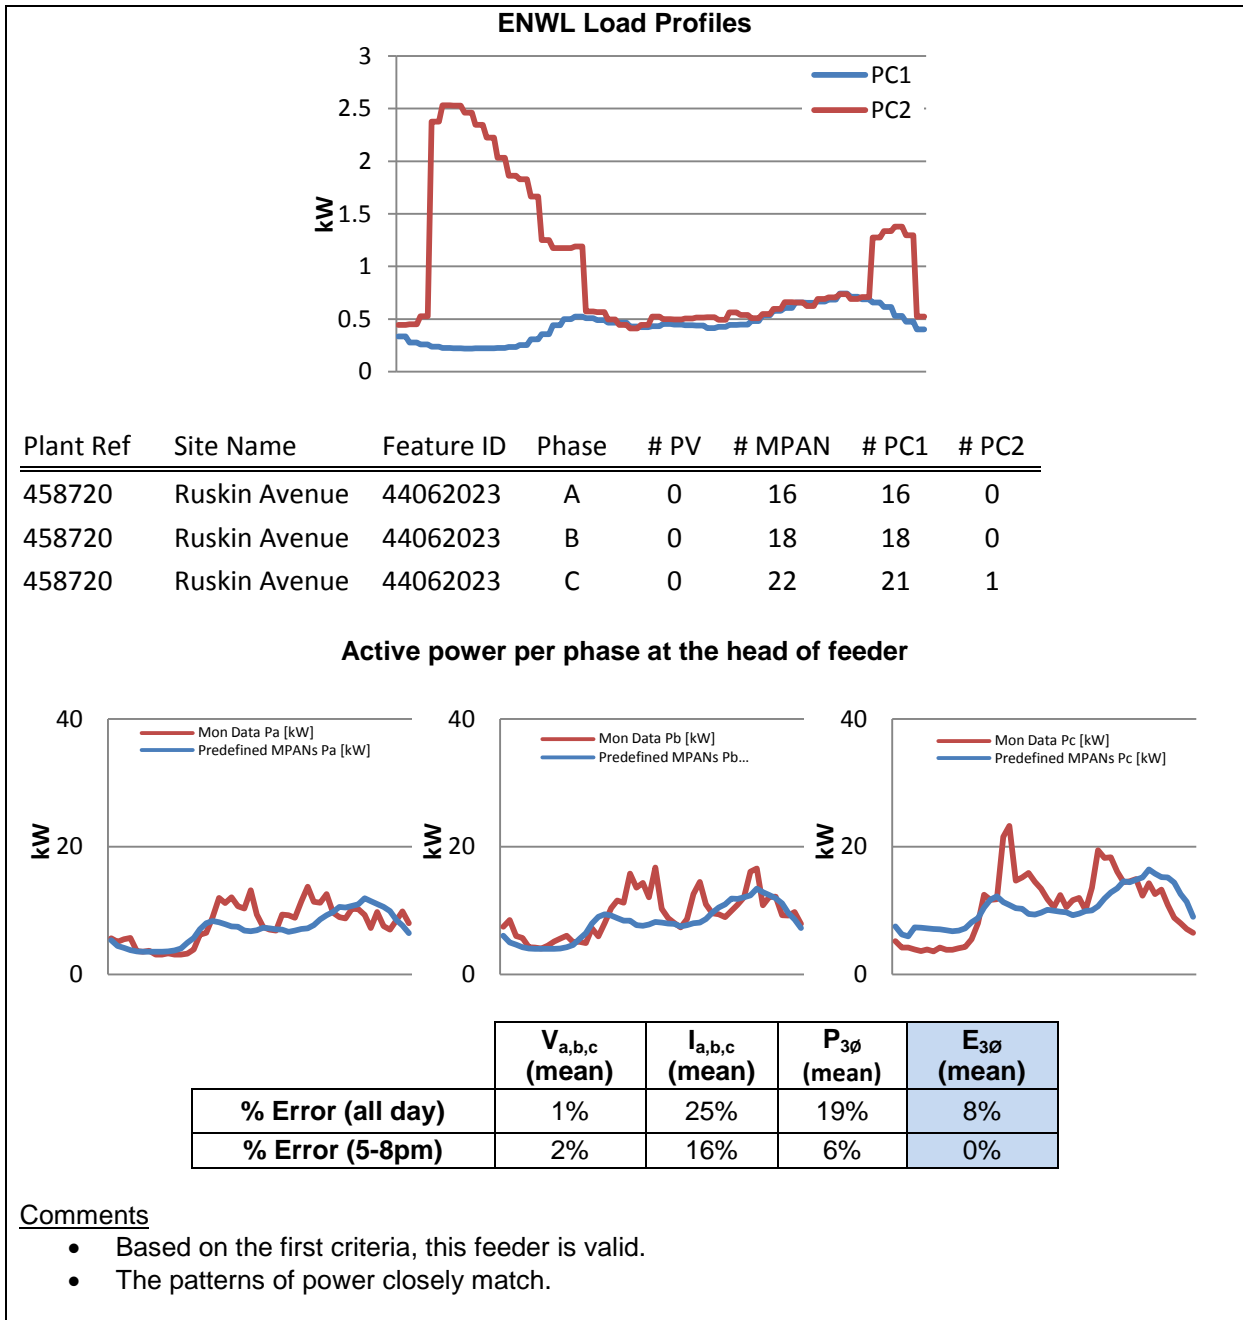 ENWL Load Profiles
3
2.5
2
1.5
1
0.5
0
kW
PC1
PC2
Plant Ref Site Name Feature ID Phase # PV # MPAN # PC1 # PC2
458720 Ruskin Avenue 44062023 A 0 16 16 0
458720 Ruskin Avenue 44062023 B 0 18 18 0
458720 Ruskin Avenue 44062023 C 0 22 21 1
Active power per phase at the head of feeder
40
20
0
kW
Mon Data Pa [kW]
Predefined MPANs Pa [kW]
40
20
0
kW
Mon Data Pb [kW]
Predefined MPANs Pb...
40
20
0
kW
Mon Data Pc [kW]
Predefined MPANs Pc [kW]
Va,b,c (mean) Ia,b,c (mean) P3ø (mean) E3ø (mean)
% Error (all day) 1% 25% 19% 8%
% Error (5-8pm) 2% 16% 6% 0%
Comments
• Based on the first criteria, this feeder is valid.
• The patterns of power closely match.